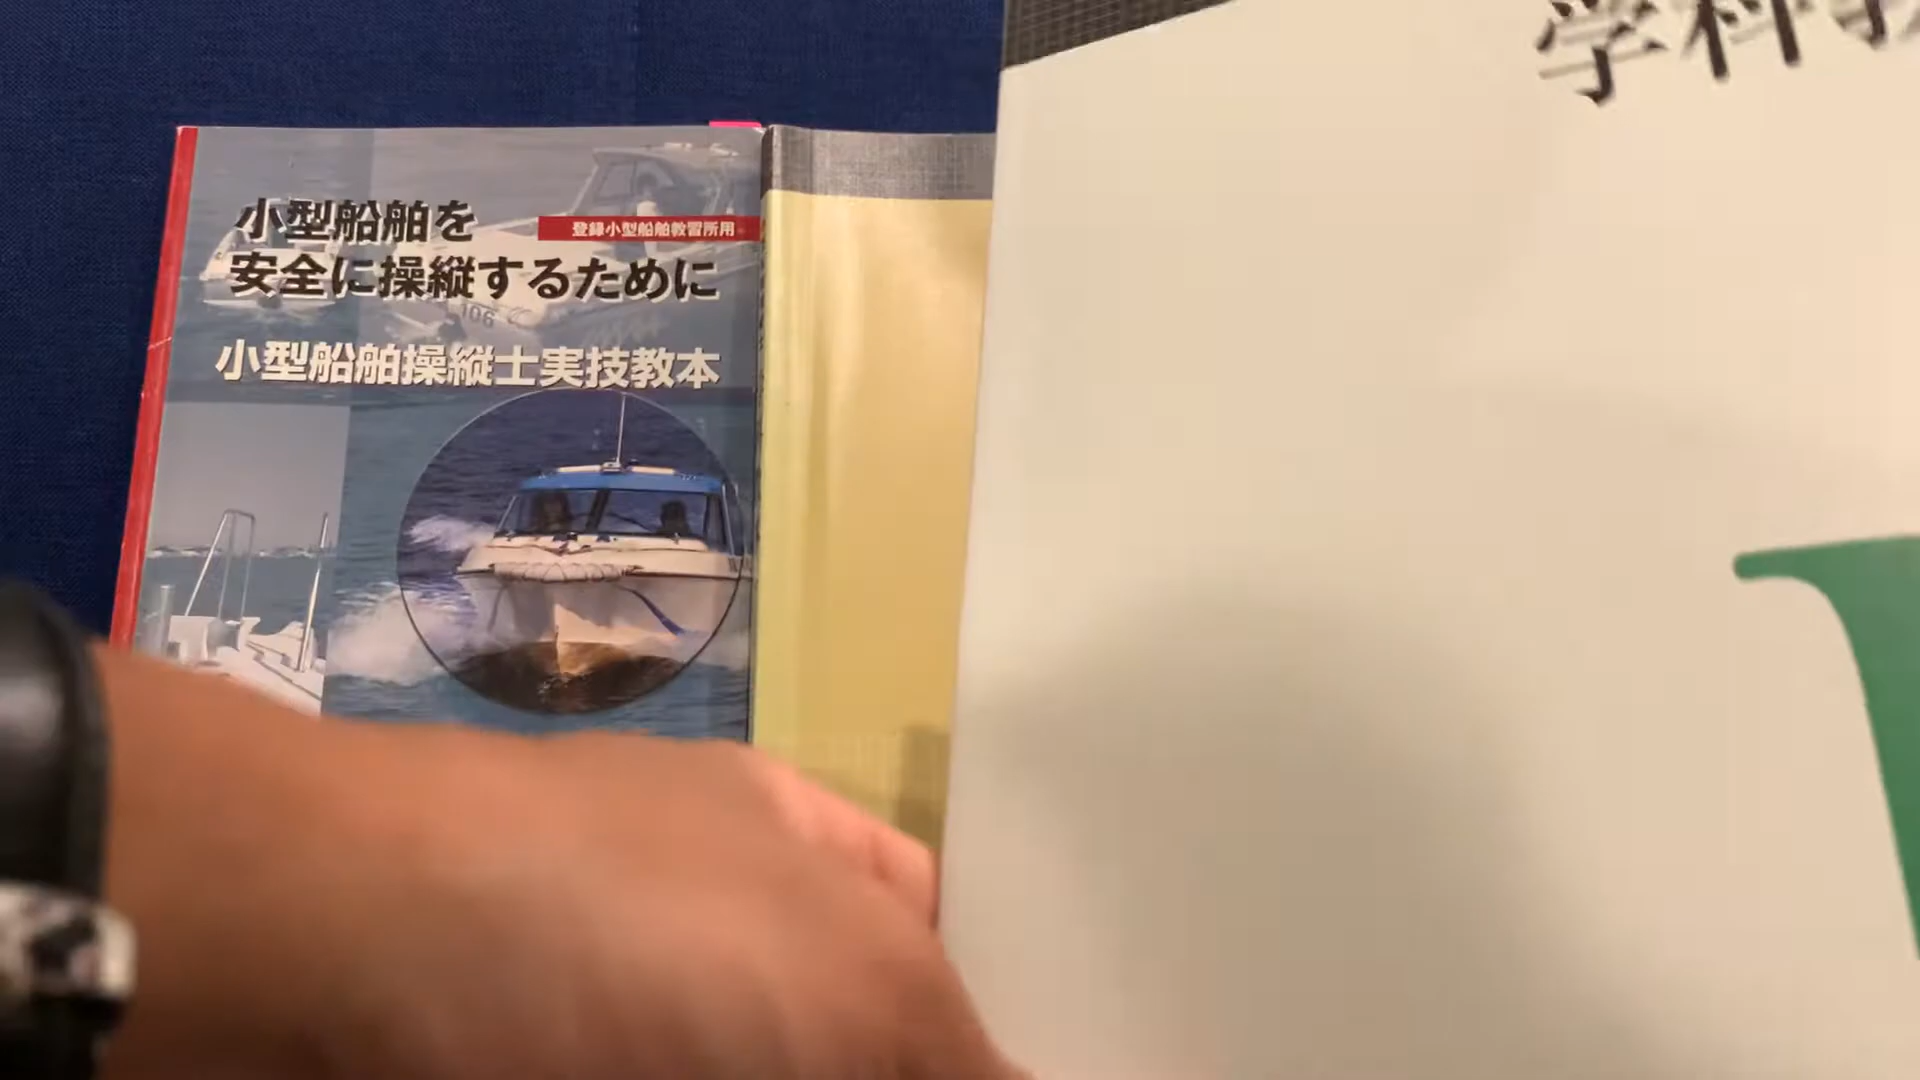 小型船舶を
登録小型船舶教習所用
安全に操縦するために
106
小型船舶操縦士実技教本
学科